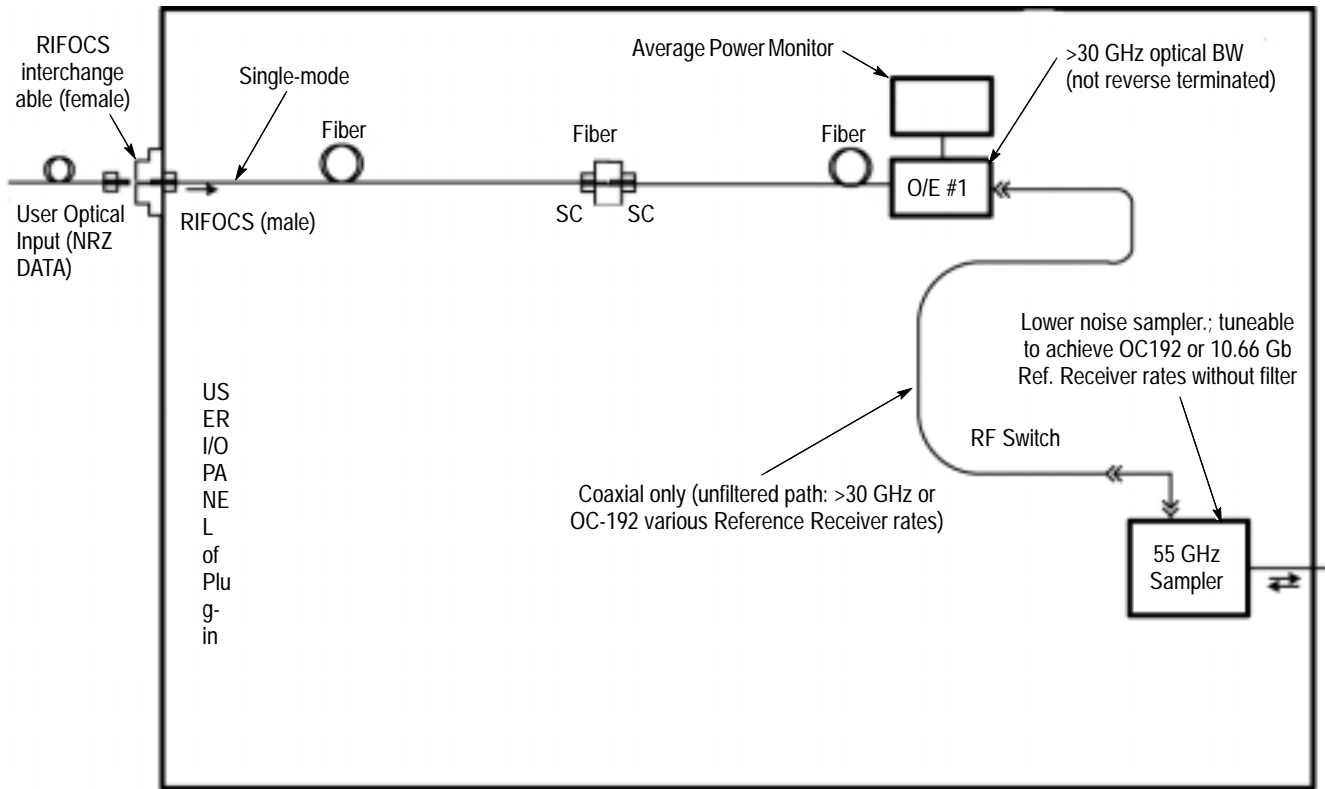 RIFOCS
interchange
able (female)
Single-mode
Average Power Monitor
>30 GHz optical BW
(not reverse terminated)
Fiber
Fiber
Fiber
O/E #1
User Optical
Input (NRZ
DATA)
RIFOCS (male)
SC
SC
Lower noise sampler.; tuneable
to achieve OC192 or 10.66 Gb
Ref. Receiver rates without filter
US
ER
I/O
PA
NE
L
of
Plu
g-
in
RF Switch
Coaxial only (unfiltered path: >30 GHz or
OC-192 various Reference Receiver rates)
55 GHz
Sampler